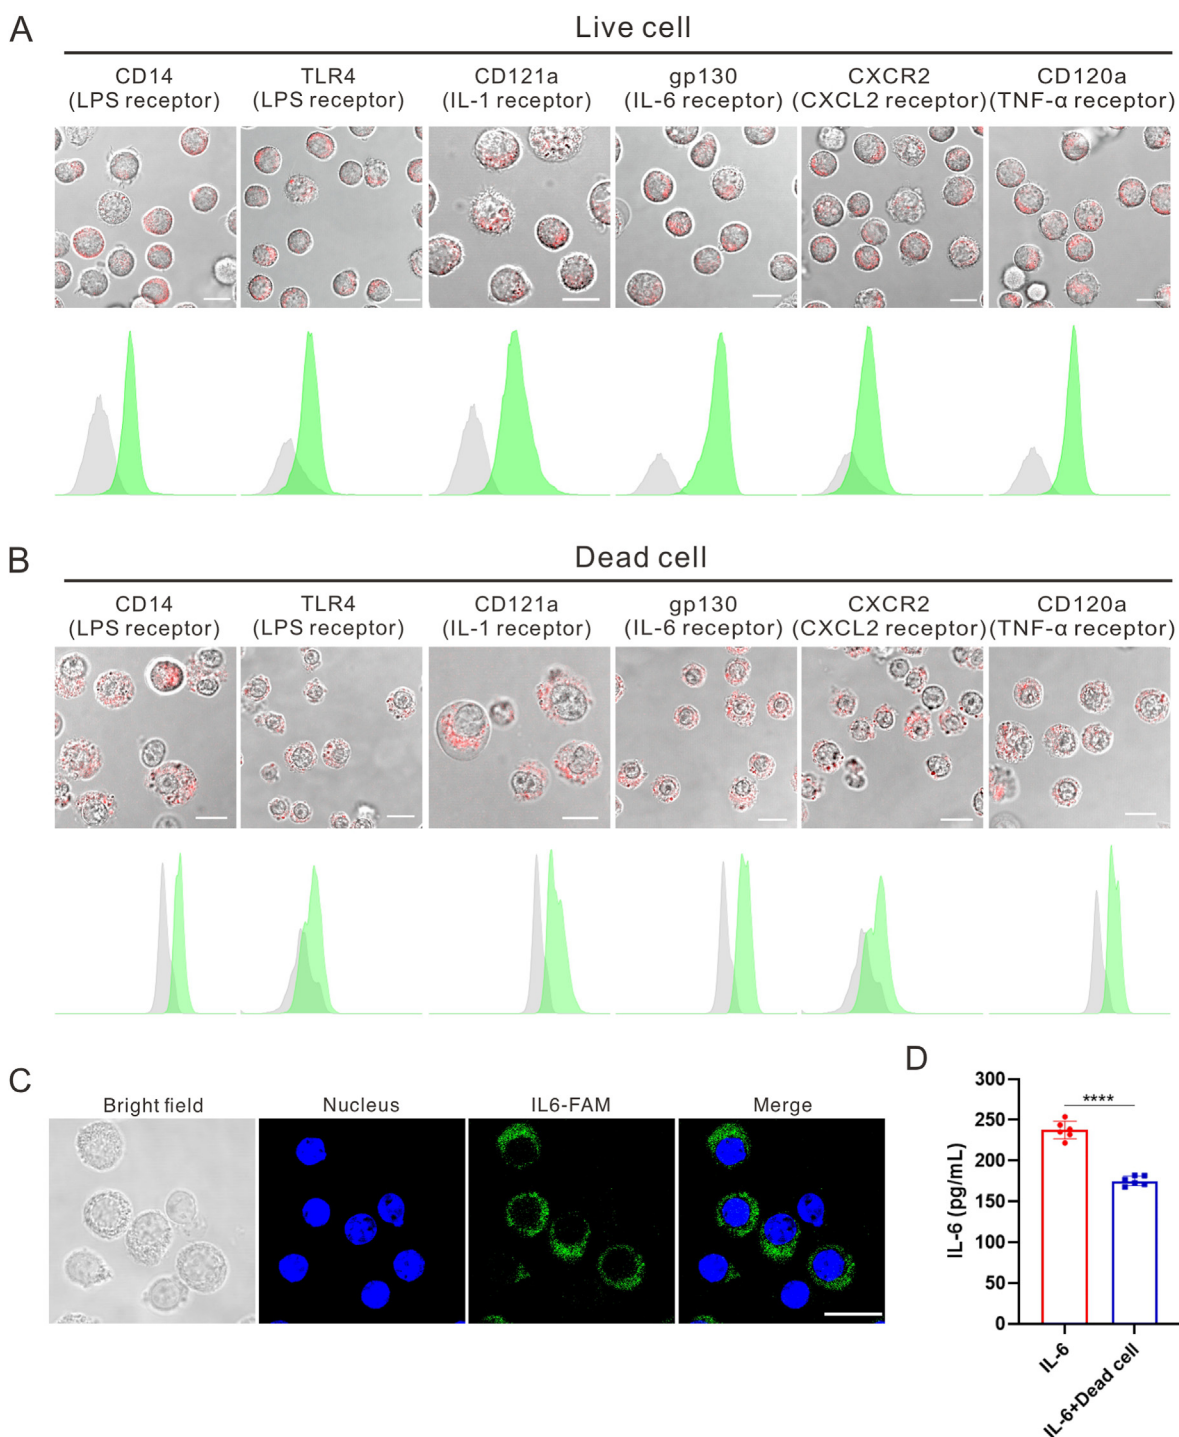 A
Live cell
CD14 TLR4 CD121a gp130 CXCR2 CD120a
(LPS receptor) (LPS receptor) (IL-1 receptor) (IL-6 receptor) (CXCL2 receptor) (TNF-α receptor)
B
Dead cell
CD14 TLR4 CD121a gp130 CXCR2 CD120a
(LPS receptor) (LPS receptor) (IL-1 receptor) (IL-6 receptor) (CXCL2 receptor) (TNF-α receptor)
C
Bright field Nucleus IL6-FAM Merge
D
IL-6 (pg/mL)
300
250
200
150
100
50
0
****
IL-6
IL-6+Dead cell